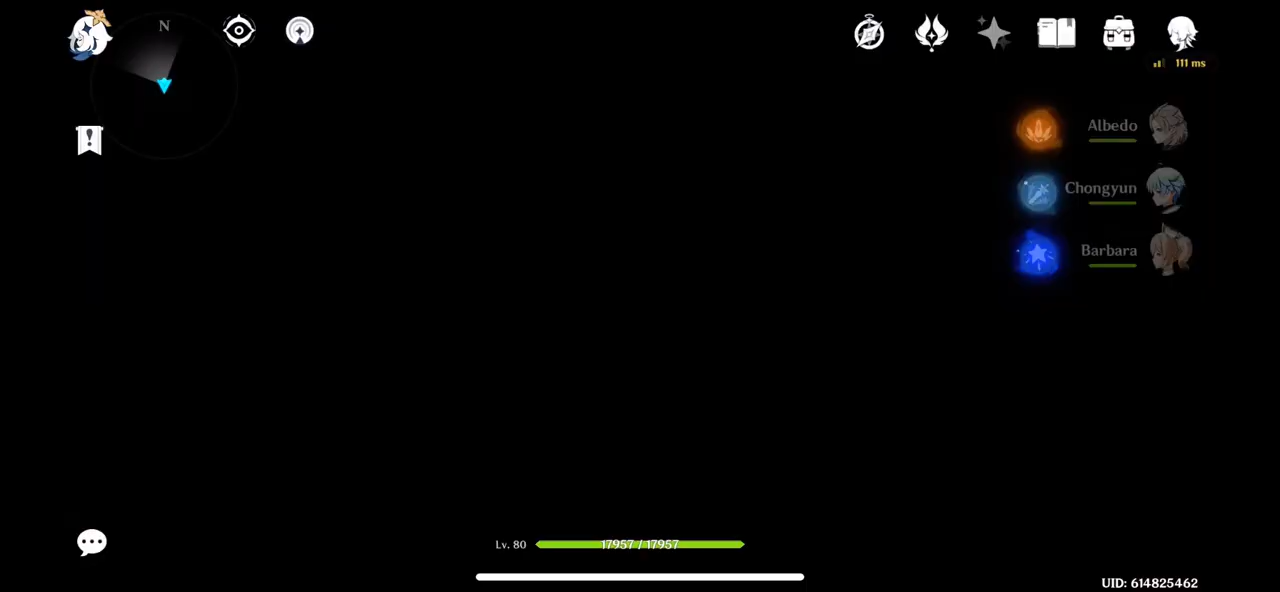 N
111 ms
Albedo
Chongyun
Barbara
Lv. 80
17957 / 17957
UID: 614825462